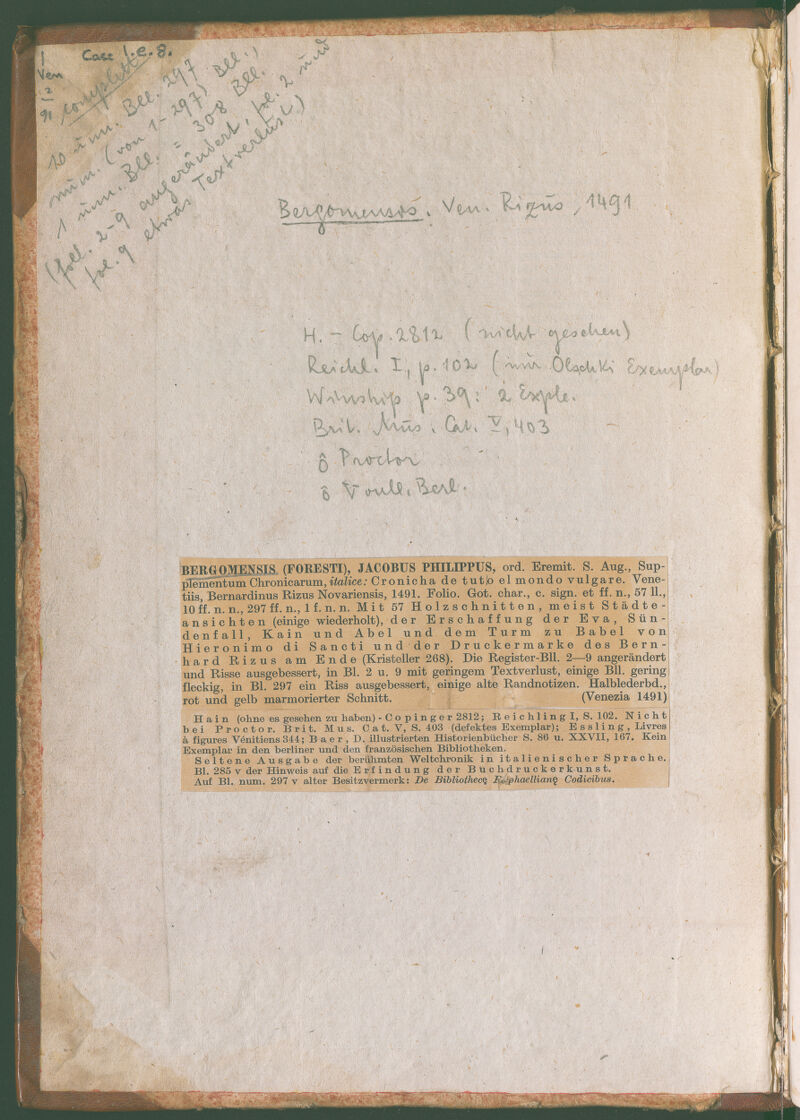 1
Case 1.e.8.
Ven
2
91
complett
10 unn. Bll. 297 Bll.)
num. (von 1-297)
1 unn. Bll. = 308 Bll.
(foll. 2-9 angerändert, fol. 2 und
fol. 9 etwas Textverlust)
Bergomensis. Ven. Rizus, 1491
H. - Cop. 2812 (nicht gesehen)
Reichl. I, p. 102 (nur Olschki Exemplar)
Winship p. 39: 2 Exple.
Brit. Mus. Cat. V, 403
ô Proctor
ô Voull. Berl.
BERGOMENSIS, (FORESTI), JACOBUS PHILIPPUS, ord. Eremit. S. Aug., Sup-
plementum Chronicarum, italice: Cronicha de tuto el mondo vulgare. Vene-
tiis, Bernardinus Rizus Novariensis, 1491. Folio. Got. char., c. sign. et ff. n., 57 ll.,
10 ff. n. n., 297 ff. n., 1 f. n. n. Mit 57 Holzschnitten, meist Städte-
ansichten (einige wiederholt), der Erschaffung der Eva, Sün-
denfall, Kain und Abel und dem Turm zu Babel von
Hieronimo di Sancti und der Druckermarke des Bern-
hard Rizus am Ende (Kristeller 268). Die Register-Bll. 2—9 angerändert
und Risse ausgebessert, in Bl. 2 u. 9 mit geringem Textverlust, einige Bll. gering
fleckig, in Bl. 297 ein Riss ausgebessert, einige alte Randnotizen. Halblederbd.,
rot und gelb marmorierter Schnitt. (Venezia 1491)
Hain (ohne es gesehen zu haben) - Copinger 2812; Reichling I, S. 102. Nicht
bei Proctor. Brit. Mus. Cat. V, S. 403 (defektes Exemplar); Essling, Livres
à figures Vénitiens 344; Baer, D. illustrierten Historienbücher S. 86 u. XXVII, 167. Kein
Exemplar in den berliner und den französischen Bibliotheken.
Seltene Ausgabe der berühmten Weltchronik in italienischer Sprache.
Bl. 285 v der Hinweis auf die Erfindung der Buchdruckerkunst.
Auf Bl. num. 297 v alter Besitzvermerk: De Bibliothecę Raphaellianę Codicibus.